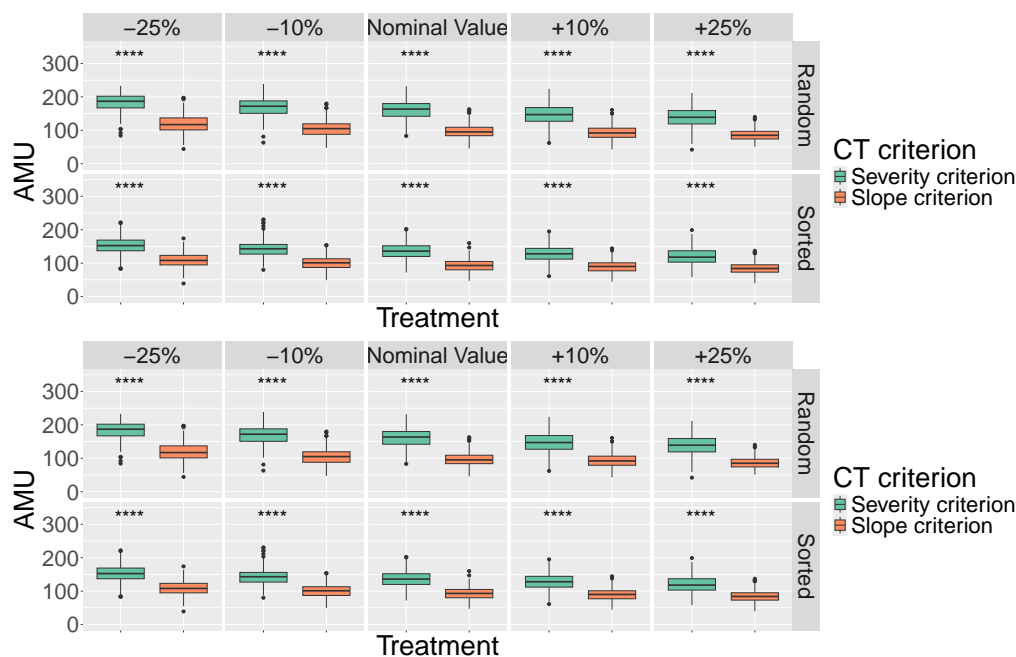 −25% −10% Nominal Value +10% +25%
**** **** **** **** ****
300
200
100
0
Random
**** **** **** **** ****
300
200
100
0
Sorted
AMU
Treatment
CT criterion
Severity criterion
Slope criterion
−25% −10% Nominal Value +10% +25%
**** **** **** **** ****
300
200
100
0
Random
**** **** **** **** ****
300
200
100
0
Sorted
AMU
Treatment
CT criterion
Severity criterion
Slope criterion